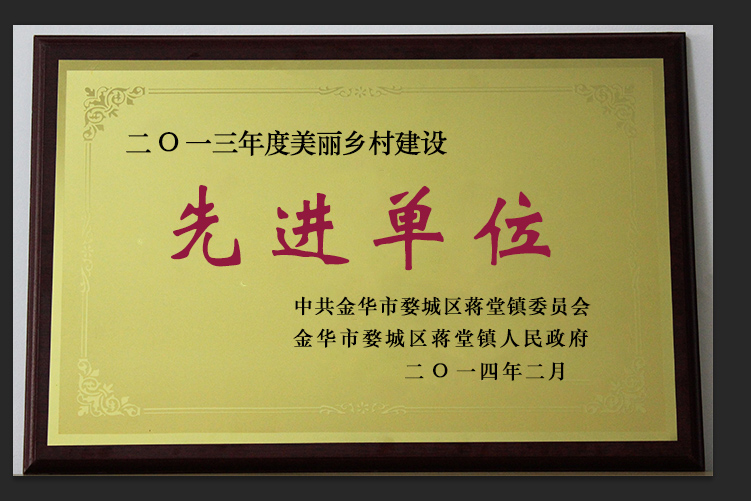 二〇一三年度美丽乡村建设
先进单位
中共金华市婺城区蒋堂镇委员会
金华市婺城区蒋堂镇人民政府
二〇一四年二月